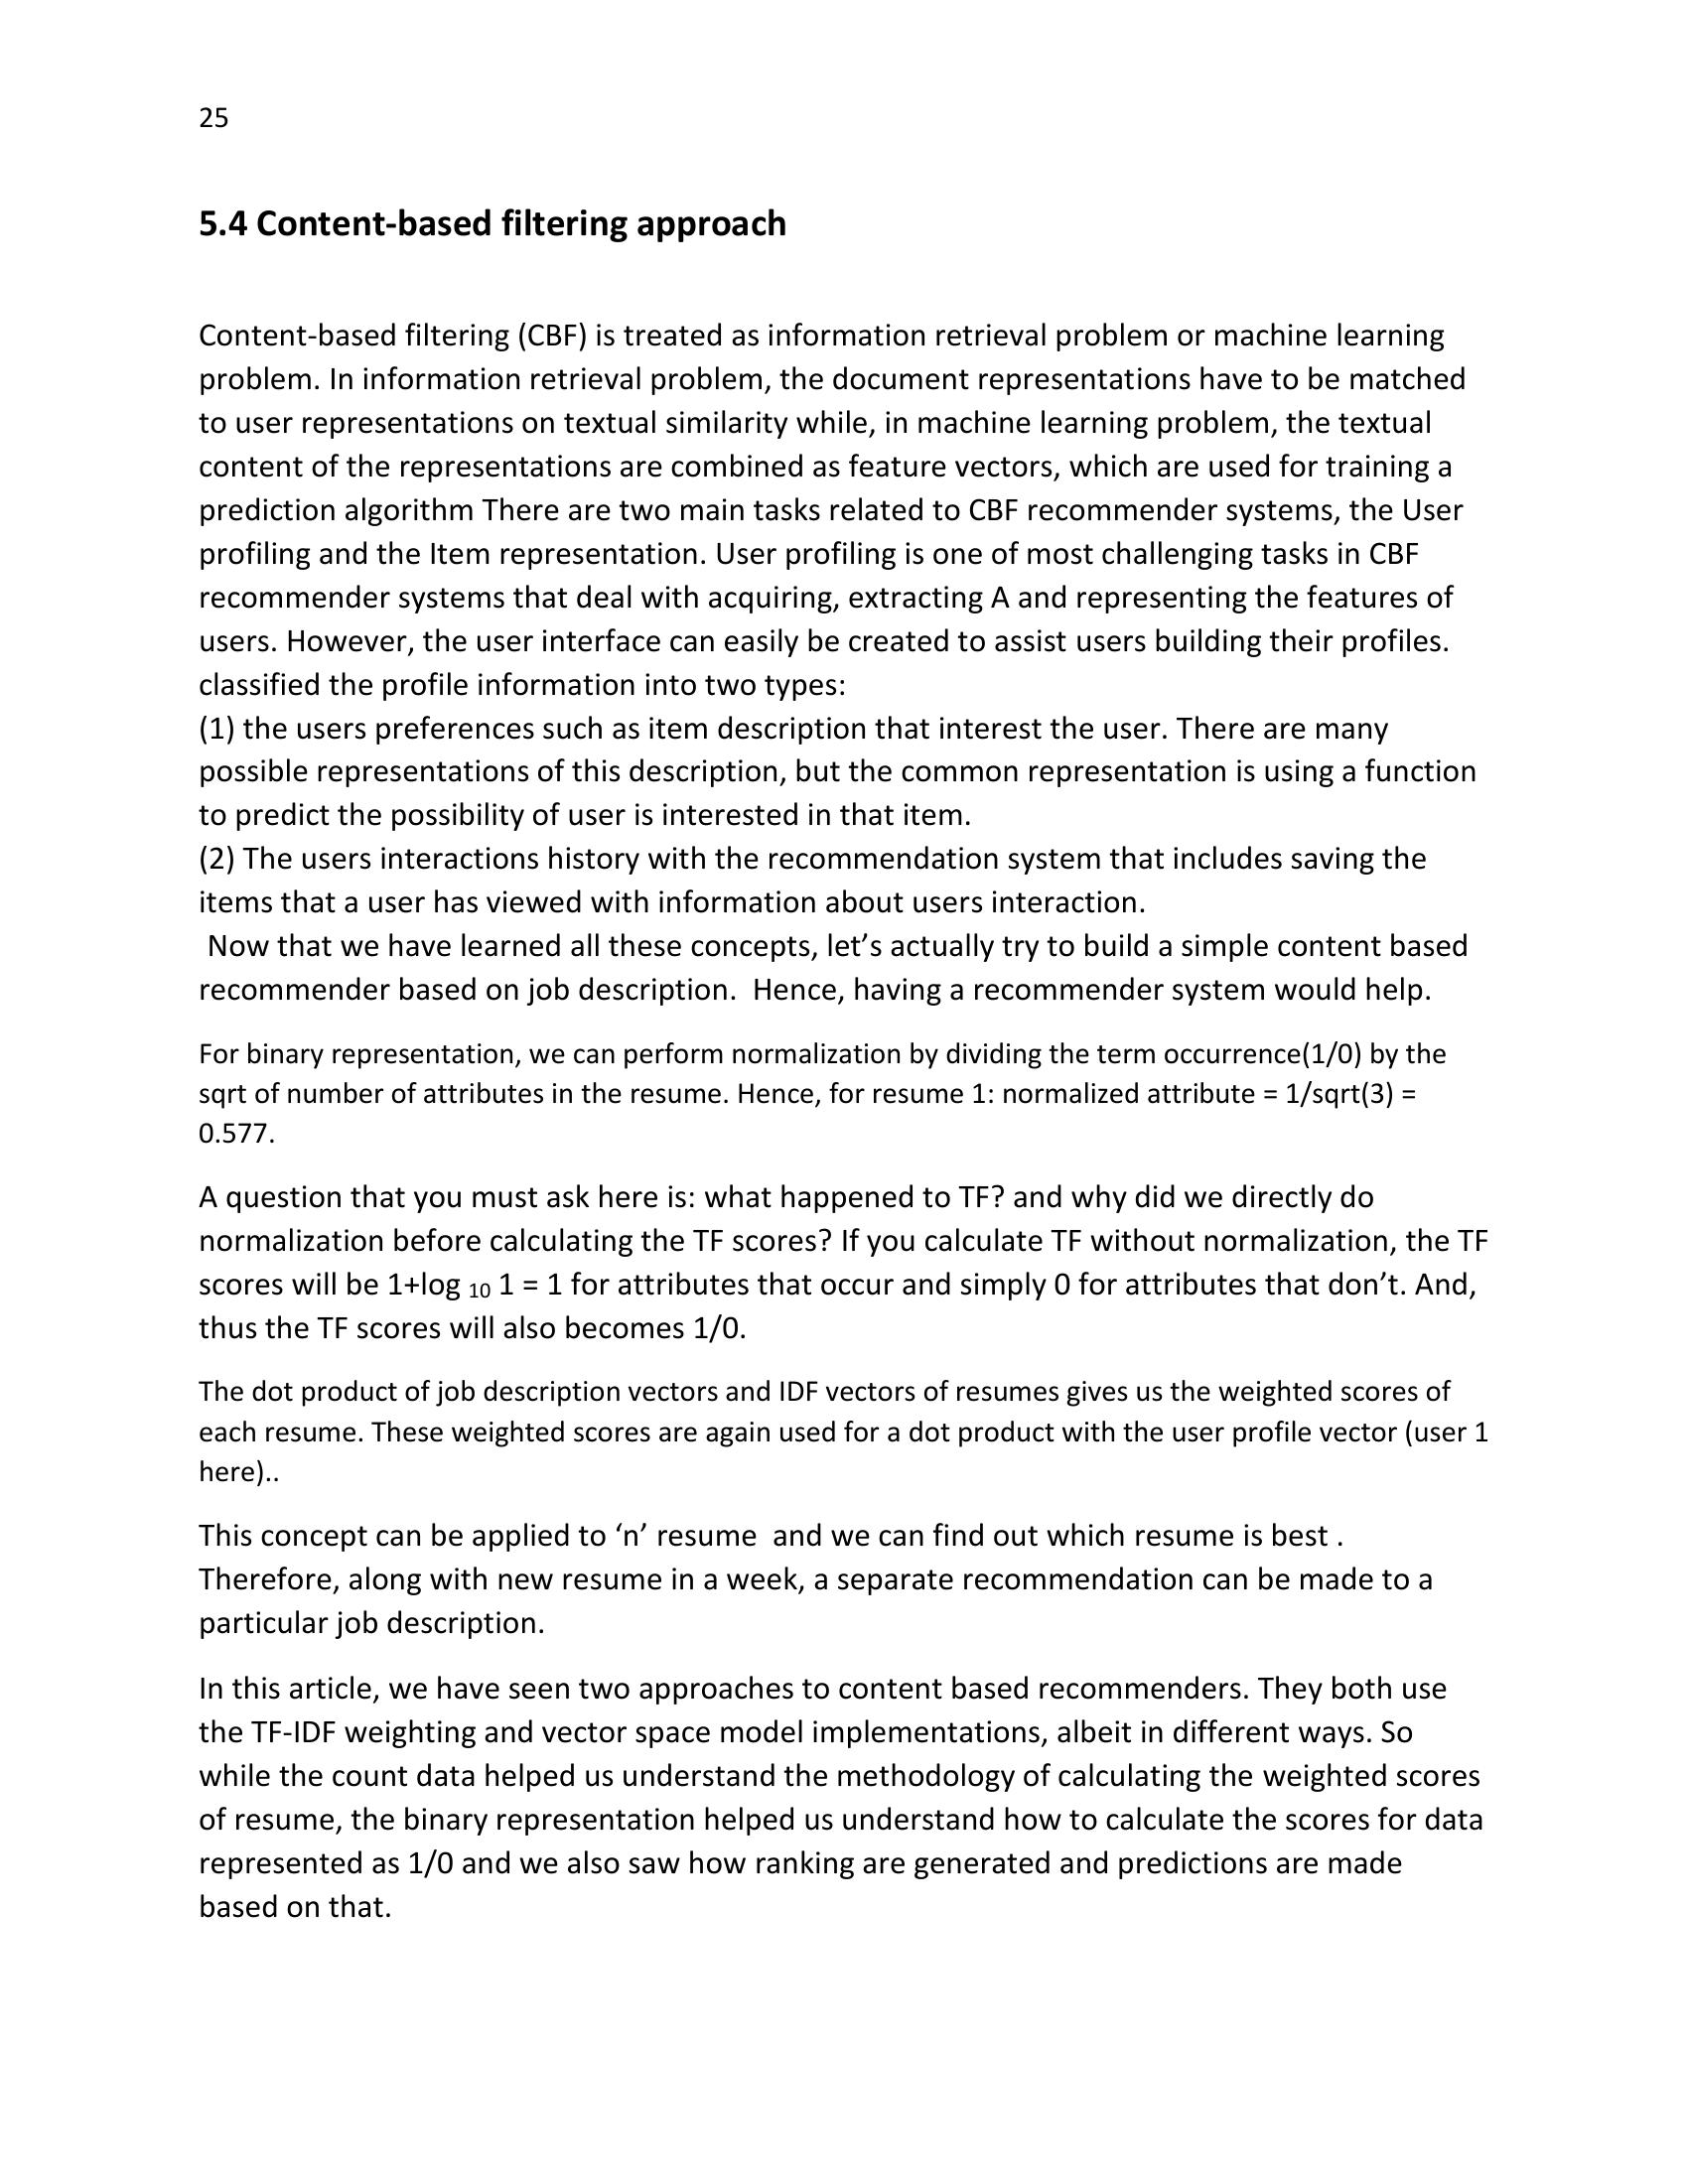 25
5.4 Content-based filtering approach
Content-based filtering (CBF) is treated as information retrieval problem or machine learning
problem. In information retrieval problem, the document representations have to be matched
to user representations on textual similarity while, in machine learning problem, the textual
content of the representations are combined as feature vectors, which are used for training a
prediction algorithm There are two main tasks related to CBF recommender systems, the User
profiling and the Item representation. User profiling is one of most challenging tasks in CBF
recommender systems that deal with acquiring, extracting A and representing the features of
users. However, the user interface can easily be created to assist users building their profiles.
classified the profile information into two types:
(1) the users preferences such as item description that interest the user. There are many
possible representations of this description, but the common representation is using a function
to predict the possibility of user is interested in that item.
(2) The users interactions history with the recommendation system that includes saving the
items that a user has viewed with information about users interaction.
Now that we have learned all these concepts, let’s actually try to build a simple content based
recommender based on job description.  Hence, having a recommender system would help.
For binary representation, we can perform normalization by dividing the term occurrence(1/0) by the
sqrt of number of attributes in the resume. Hence, for resume 1: normalized attribute = 1/sqrt(3) =
0.577.
A question that you must ask here is: what happened to TF? and why did we directly do
normalization before calculating the TF scores? If you calculate TF without normalization, the TF
scores will be 1+log 10 1 = 1 for attributes that occur and simply 0 for attributes that don’t. And,
thus the TF scores will also becomes 1/0.
The dot product of job description vectors and IDF vectors of resumes gives us the weighted scores of
each resume. These weighted scores are again used for a dot product with the user profile vector (user 1
here)..
This concept can be applied to ‘n’ resume  and we can find out which resume is best .
Therefore, along with new resume in a week, a separate recommendation can be made to a
particular job description.
In this article, we have seen two approaches to content based recommenders. They both use
the TF-IDF weighting and vector space model implementations, albeit in different ways. So
while the count data helped us understand the methodology of calculating the weighted scores
of resume, the binary representation helped us understand how to calculate the scores for data
represented as 1/0 and we also saw how ranking are generated and predictions are made
based on that.